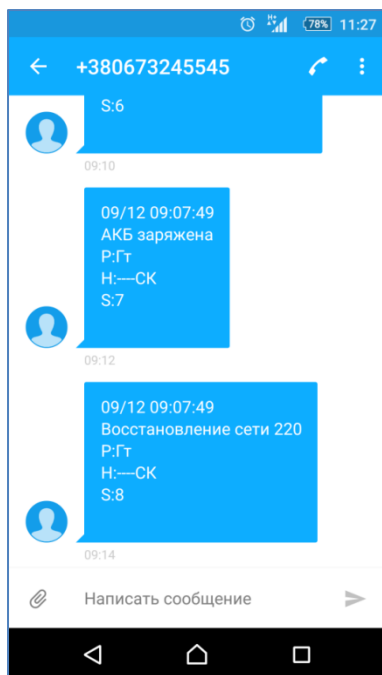 78% 11:27
+380673245545
S:6
09:10
09/12 09:07:49
АКБ заряжена
Р:Гт
Н:----СК
S:7
09:12
09/12 09:07:49
Восстановление сети 220
Р:Гт
Н:----СК
S:8
09:14
Написать сообщение